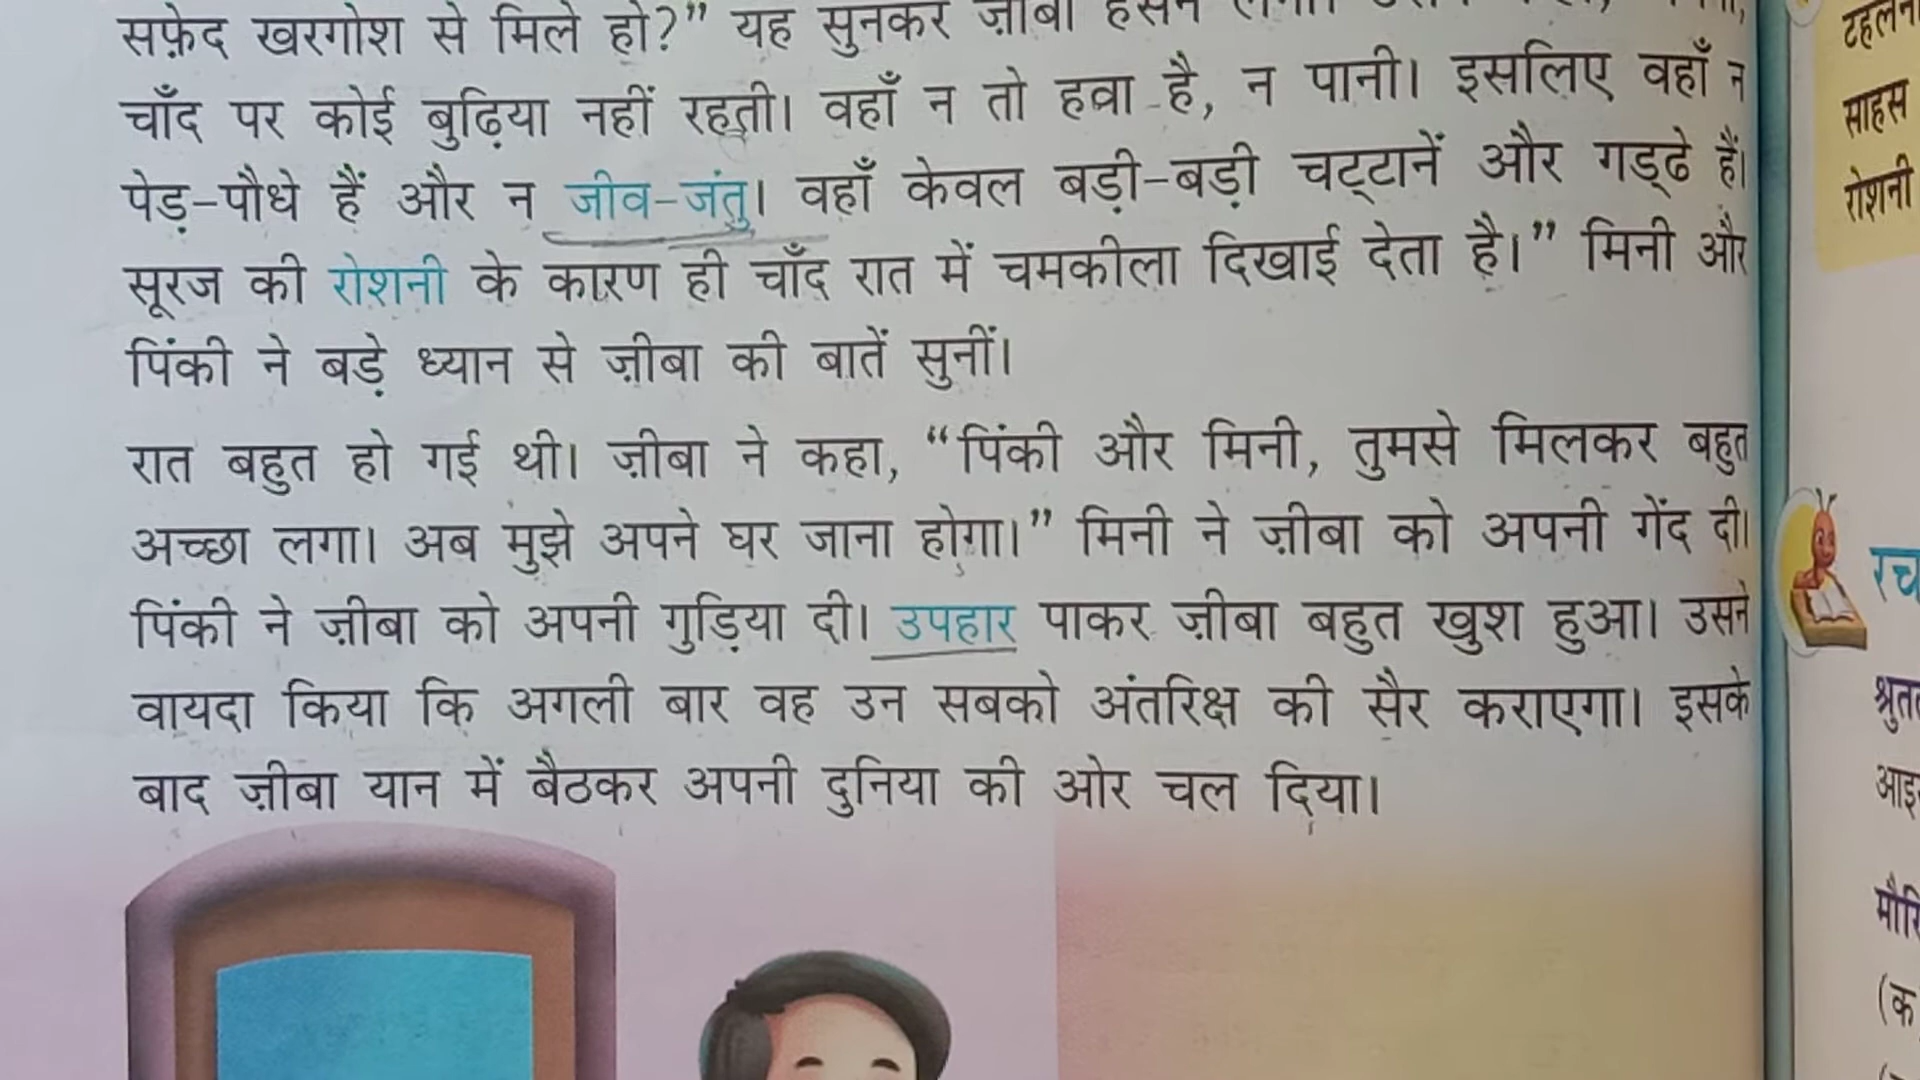 सफ़ेद खरगोश से मिले हो?” यह सुनकर ज़ीबा हँसने
चाँद पर कोई बुढ़िया नहीं रहती। वहाँ न तो हवा है, न पानी। इसलिए वहाँ न
पेड़-पौधे हैं और न जीव-जंतु। वहाँ केवल बड़ी-बड़ी चट्टानें और गड्ढे हैं।
सूरज की रोशनी के कारण ही चाँद रात में चमकीला दिखाई देता है।” मिनी और
पिंकी ने बड़े ध्यान से ज़ीबा की बातें सुनीं।
रात बहुत हो गई थी। ज़ीबा ने कहा, “पिंकी और मिनी, तुमसे मिलकर बहुत
अच्छा लगा। अब मुझे अपने घर जाना होगा।” मिनी ने ज़ीबा को अपनी गेंद दी।
पिंकी ने ज़ीबा को अपनी गुड़िया दी। उपहार पाकर ज़ीबा बहुत खुश हुआ। उसने
वायदा किया कि अगली बार वह उन सबको अंतरिक्ष की सैर कराएगा। इसके
बाद ज़ीबा यान में बैठकर अपनी दुनिया की ओर चल दिया।
साहस
रोशनी
(क